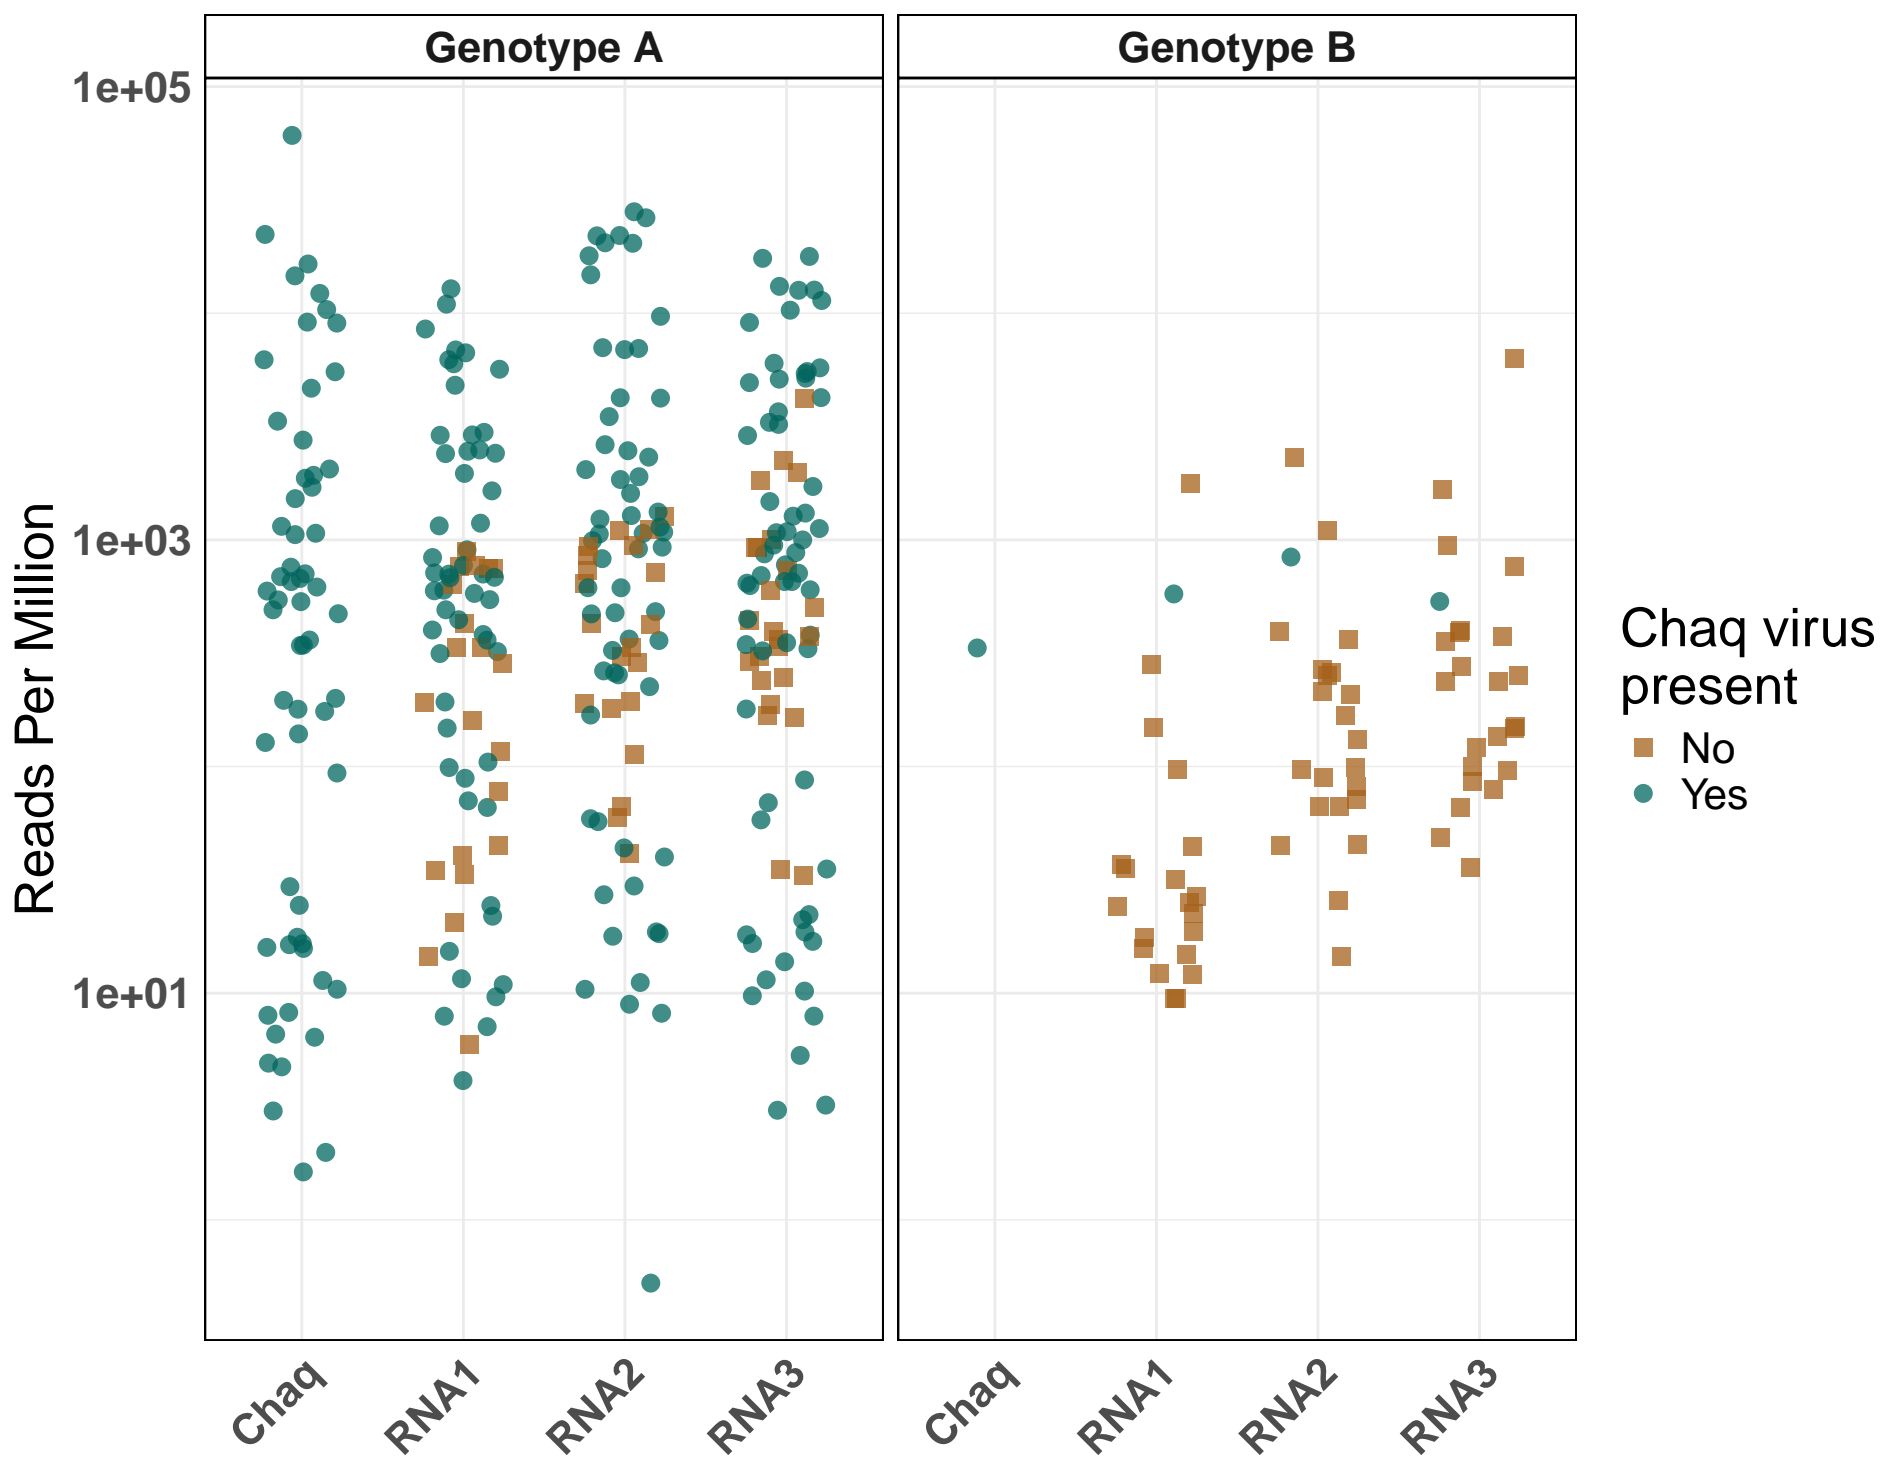 Genotype A
Genotype B
1e+05
1e+03
1e+01
Reads Per Million
Chaq
RNA1
RNA2
RNA3
Chaq
RNA1
RNA2
RNA3
Chaq virus
present
No
Yes